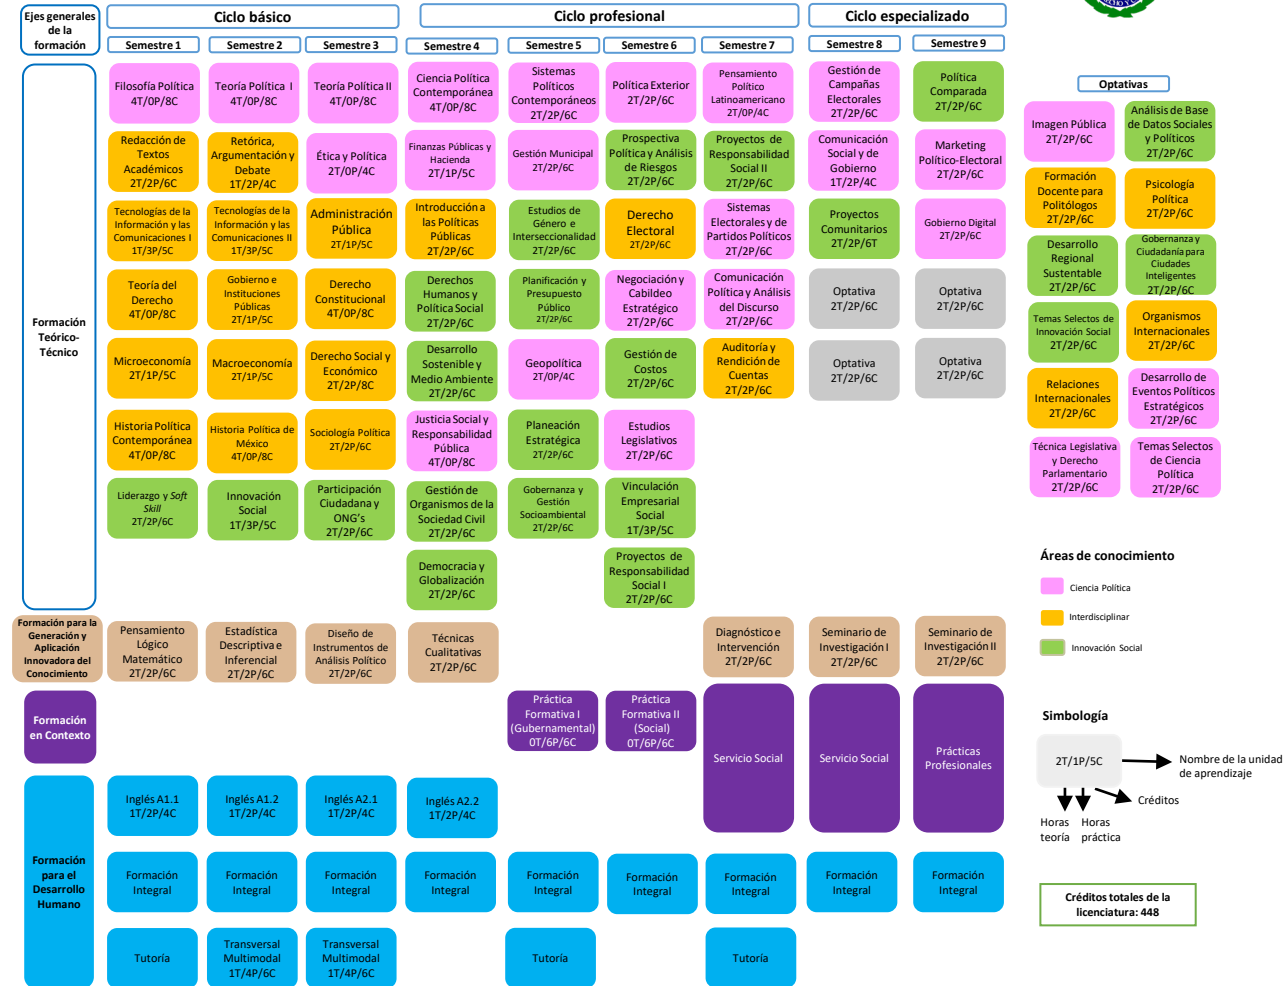 Ejes generales
de la
formación
Ciclo básico
Ciclo profesional
Ciclo especializado
Semestre 1
Semestre 2
Semestre 3
Semestre 4
Semestre 5
Semestre 6
Semestre 7
Semestre 8
Semestre 9
Formación
Teórico-
Técnico
Filosofía Política
4T/0P/8C
Teoría Política I
4T/0P/8C
Teoría Política II
4T/0P/8C
Ciencia Política
Contemporánea
4T/0P/8C
Sistemas
Políticos
Contemporáneos
2T/2P/6C
Política Exterior
2T/2P/6C
Pensamiento
Político
Latinoamericano
2T/0P/4C
Gestión de
Campañas
Electorales
2T/2P/6C
Política
Comparada
2T/2P/6C
Redacción de
Textos
Académicos
2T/2P/6C
Retórica,
Argumentación y
Debate
1T/2P/4C
Ética y Política
2T/0P/4C
Finanzas Públicas y
Hacienda
2T/1P/5C
Gestión Municipal
2T/2P/6C
Prospectiva
Política y Análisis
de Riesgos
2T/2P/6C
Proyectos de
Responsabilidad
Social II
2T/2P/6C
Comunicación
Social y de
Gobierno
1T/2P/4C
Marketing
Político-Electoral
2T/2P/6C
Tecnologías de la
Información y las
Comunicaciones I
1T/3P/5C
Tecnologías de la
Información y las
Comunicaciones II
1T/3P/5C
Administración
Pública
2T/1P/5C
Introducción a
las Políticas
Públicas
2T/2P/6C
Estudios de
Género e
Interseccionalidad
2T/2P/6C
Derecho
Electoral
2T/2P/6C
Sistemas
Electorales y de
Partidos Políticos
2T/2P/6C
Proyectos
Comunitarios
2T/2P/6T
Gobierno Digital
2T/2P/6C
Teoría del
Derecho
4T/0P/8C
Gobierno e
Instituciones
Públicas
2T/1P/5C
Derecho
Constitucional
4T/0P/8C
Derechos
Humanos y
Política Social
2T/2P/6C
Planificación y
Presupuesto
Público
2T/2P/6C
Negociación y
Cabildeo
Estratégico
2T/2P/6C
Comunicación
Política y Análisis
del Discurso
2T/2P/6C
Optativa
2T/2P/6C
Optativa
2T/2P/6C
Microeconomía
2T/1P/5C
Macroeconomía
2T/1P/5C
Derecho Social y
Económico
2T/2P/8C
Desarrollo
Sostenible y
Medio Ambiente
2T/2P/6C
Geopolítica
2T/0P/4C
Gestión de
Costos
2T/2P/6C
Auditoría y
Rendición de
Cuentas
2T/2P/6C
Optativa
2T/2P/6C
Optativa
2T/2P/6C
Historia Política
Contemporánea
4T/0P/8C
Historia Política de
México
4T/0P/8C
Sociología Política
2T/2P/6C
Justicia Social y
Responsabilidad
Pública
4T/0P/8C
Planeación
Estratégica
2T/2P/6C
Estudios
Legislativos
2T/2P/6C
Liderazgo y Soft
Skill
2T/2P/6C
Innovación
Social
1T/3P/5C
Participación
Ciudadana y
ONG's
2T/2P/6C
Gestión de
Organismos de la
Sociedad Civil
2T/2P/6C
Gobernanza y
Gestión
Socioambiental
2T/2P/6C
Vinculación
Empresarial
Social
1T/3P/5C
Democracia y
Globalización
2T/2P/6C
Proyectos de
Responsabilidad
Social I
2T/2P/6C
Formación para la
Generación y
Aplicación
Innovadora del
Conocimiento
Pensamiento
Lógico
Matemático
2T/2P/6C
Estadística
Descriptiva e
Inferencial
2T/2P/6C
Diseño de
Instrumentos de
Análisis Político
2T/2P/6C
Técnicas
Cualitativas
2T/2P/6C
Diagnóstico e
Intervención
2T/2P/6C
Seminario de
Investigación I
2T/2P/6C
Seminario de
Investigación II
2T/2P/6C
Formación
en Contexto
Práctica
Formativa I
(Gubernamental)
0T/6P/6C
Práctica
Formativa II
(Social)
0T/6P/6C
Servicio Social
Servicio Social
Prácticas
Profesionales
Formación
para el
Desarrollo
Humano
Inglés A1.1
1T/2P/4C
Inglés A1.2
1T/2P/4C
Inglés A2.1
1T/2P/4C
Inglés A2.2
1T/2P/4C
Formación
Integral
Formación
Integral
Formación
Integral
Formación
Integral
Formación
Integral
Formación
Integral
Formación
Integral
Formación
Integral
Formación
Integral
Tutoría
Transversal
Multimodal
1T/4P/6C
Transversal
Multimodal
1T/4P/6C
Tutoría
Tutoría
Optativas
Imagen Pública
2T/2P/6C
Análisis de Base
de Datos Sociales
y Políticos
2T/2P/6C
Formación
Docente para
Politólogos
2T/2P/6C
Psicología
Política
2T/2P/6C
Desarrollo
Regional
Sustentable
2T/2P/6C
Gobernanza y
Ciudadanía para
Ciudades
Inteligentes
2T/2P/6C
Temas Selectos de
Innovación Social
2T/2P/6C
Organismos
Internacionales
2T/2P/6C
Relaciones
Internacionales
2T/2P/6C
Desarrollo de
Eventos Políticos
Estratégicos
2T/2P/6C
Técnica Legislativa
y Derecho
Parlamentario
2T/2P/6C
Temas Selectos
de Ciencia
Política
2T/2P/6C
Áreas de conocimiento
Ciencia Política
Interdisciplinar
Innovación Social
Simbología
2T/1P/5C
Nombre de la unidad
de aprendizaje
Créditos
Horas
teoría
Horas
práctica
Créditos totales de la
licenciatura: 448